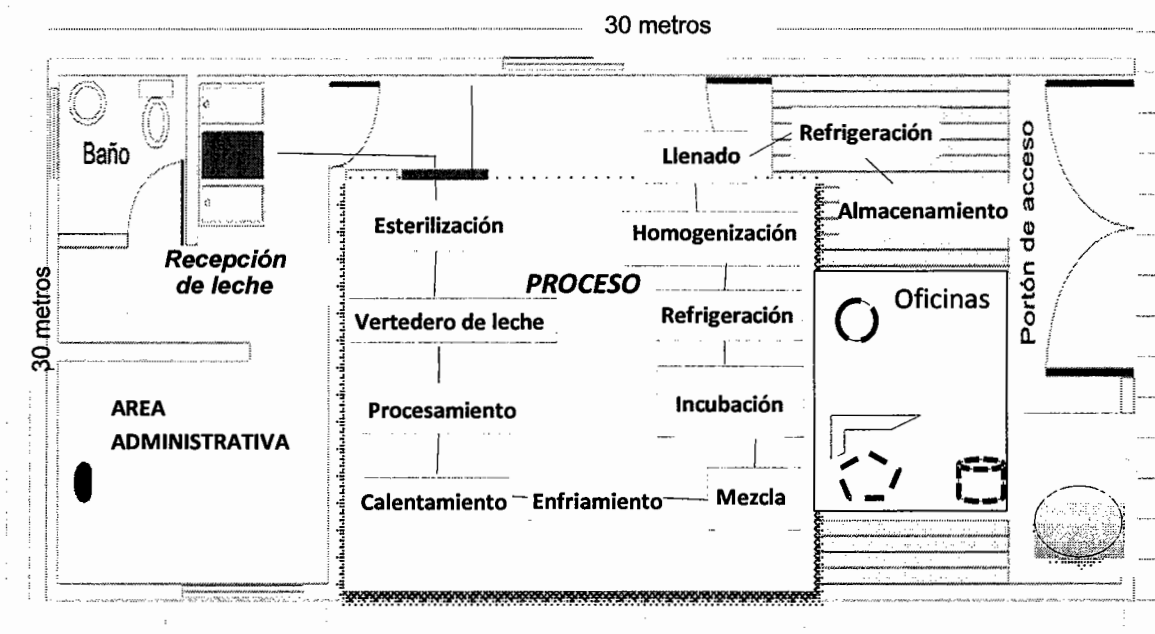 30 metros
Baño
Recepción
de leche
30 metros
AREA
ADMINISTRATIVA
PROCESO
Esterilización
Vertedero de leche
Procesamiento
Calentamiento
Enfriamiento
Mezcla
Incubación
Refrigeración
Homogenización
Llenado
Refrigeración
Almacenamiento
Oficinas
Portón de acceso